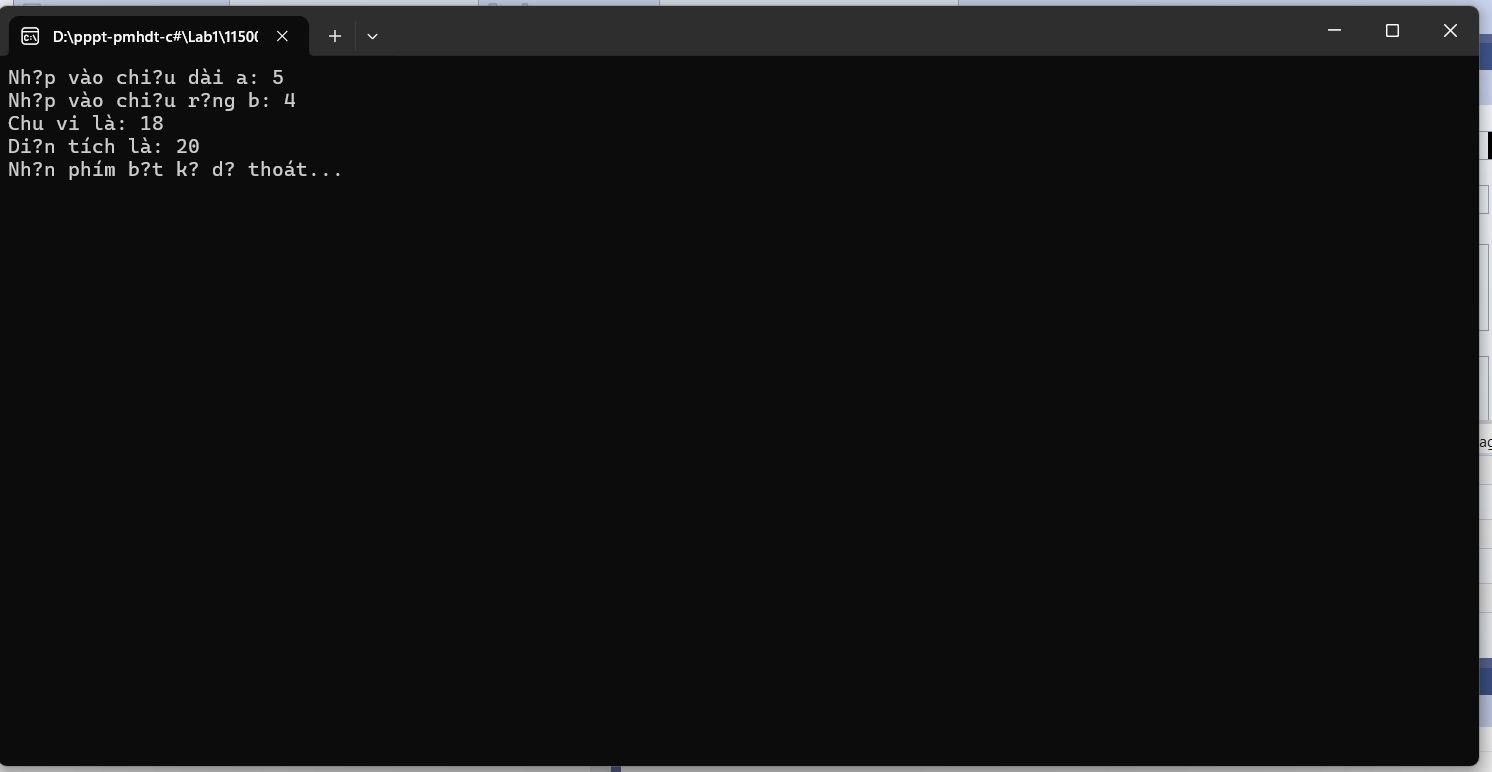 D:\pppt-pmhdt-c#\Lab1\1150
Nh?p vào chi?u dài a: 5
Nh?p vào chi?u r?ng b: 4
Chu vi là: 18
Di?n tích là: 20
Nh?n phím b?t k? d? thoát...